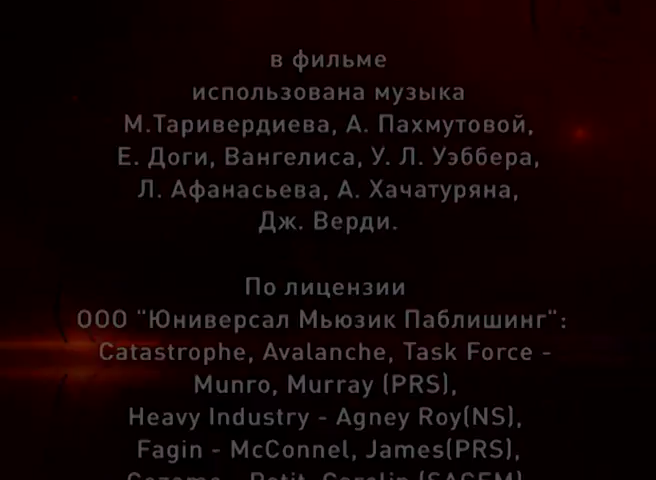 в фильме
использована музыка
М.Таривердиева, А. Пахмутовой,
Е. Доги, Вангелиса, У. Л. Уэббера,
Л. Афанасьева, А. Хачатуряна,
Дж. Верди.
По лицензии
ООО "Юниверсал Мьюзик Паблишинг":
Catastrophe, Avalanche, Task Force -
Munro, Murray (PRS),
Heavy Industry - Agney Roy(NS),
Fagin - McConnel, James(PRS),